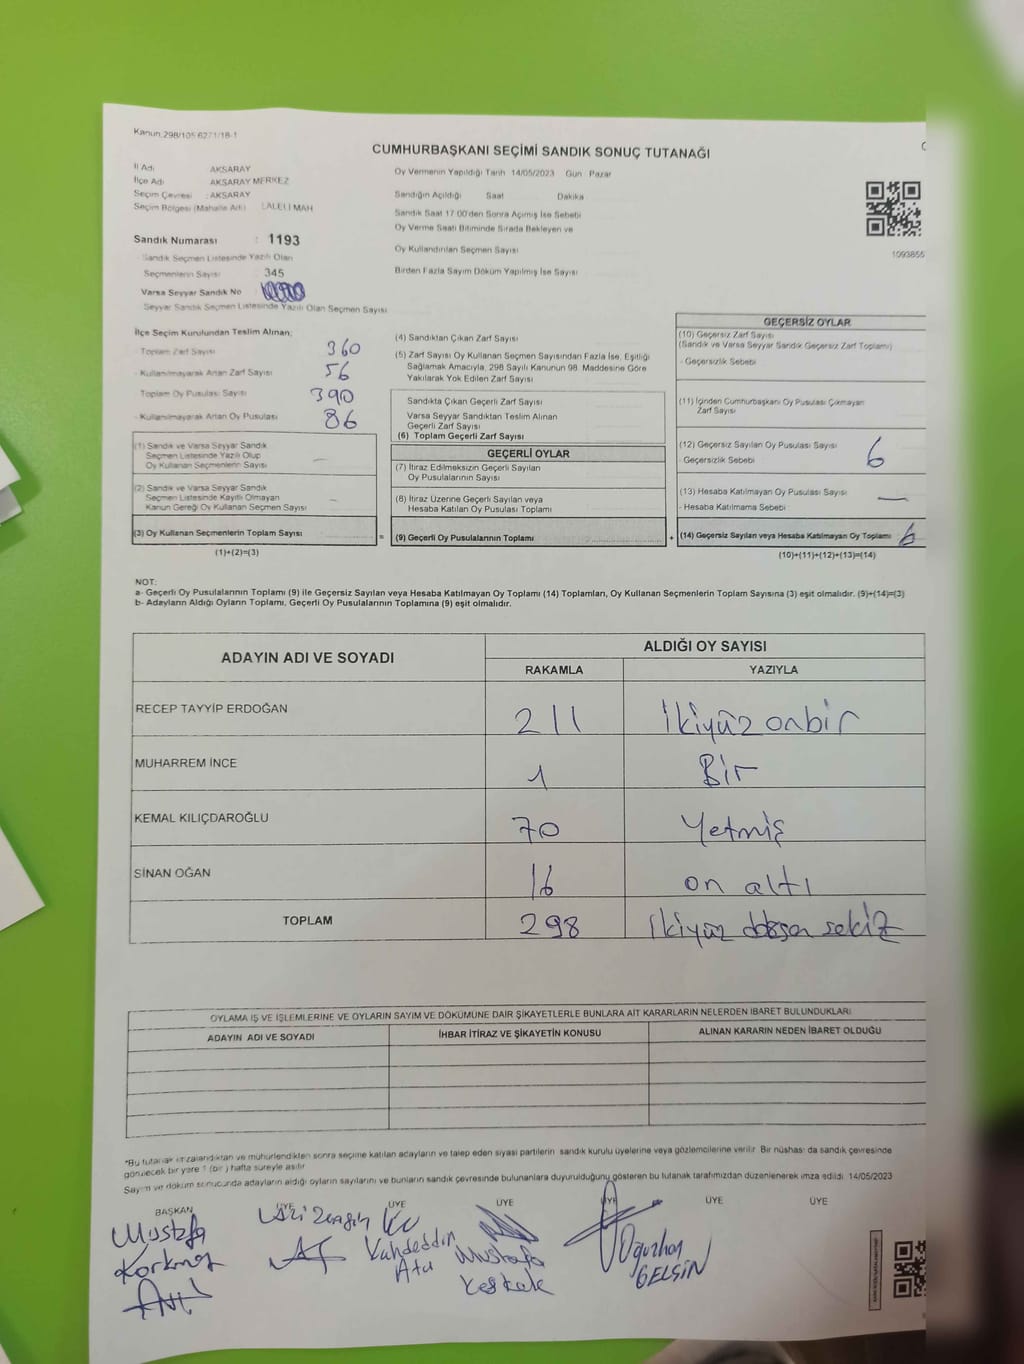 Kanun:298/105 6271/18-1
CUMHURBAŞKANI SEÇİMİ SANDIK SONUÇ TUTANAĞI
İl Adı : AKSARAY
İlçe Adı : AKSARAY MERKEZ
Seçim Çevresi : AKSARAY
Seçim Bölgesi (Mahalle Adı) : LALELİ MAH
Sandık Numarası : 1193
Sandık Seçmen Listesinde Yazılı Olan
Seçmenlerin Sayısı : 345
Varsa Seyyar Sandık No
Seyyar Sandık Seçmen Listesinde Yazılı Olan Seçmen Sayısı
Oy Vermenin Yapıldığı Tarih 14/05/2023 Gün Pazar
Sandığın Açıldığı Saat Dakika
Sandık Saat 17:00'den Sonra Açımış İse Sebebi
Oy Verme Saati Bitiminde Sırada Bekleyen ve
Oy Kullandırılan Seçmen Sayısı
Birden Fazla Sayım Döküm Yapılmış İse Sayısı
İlçe Seçim Kurulundan Teslim Alınan;
Toplam Zarf Sayısı 360
- Kullanılmayarak Artan Zarf Sayısı 56
Toplam Oy Pusulası Sayısı 390
- Kullanılmayarak Artan Oy Pusulası 86
(1) Sandık ve Varsa Seyyar Sandık
Seçmen Listesinde Yazılı Olup
Oy Kullanan Seçmenlerin Sayısı —
(2) Sandık ve Varsa Seyyar Sandık
Seçmen Listesinde Kayıtlı Olmayan
Kanun Gereği Oy Kullanan Seçmen Sayısı —
(3) Oy Kullanan Seçmenlerin Toplam Sayısı =
(1)+(2)=(3)
(4) Sandıktan Çıkan Zarf Sayısı
(5) Zarf Sayısı Oy Kullanan Seçmen Sayısından Fazla İse, Eşitliği
Sağlamak Amacıyla, 298 Sayılı Kanunun 98. Maddesine Göre
Yakılarak Yok Edilen Zarf Sayısı
Sandıkta Çıkan Geçerli Zarf Sayısı
Varsa Seyyar Sandıktan Teslim Alınan
Geçerli Zarf Sayısı
(6) Toplam Geçerli Zarf Sayısı
GEÇERLİ OYLAR
(7) İtiraz Edilmeksizin Geçerli Sayılan
Oy Pusulalarının Sayısı
(8) İtiraz Üzerine Geçerli Sayılan veya
Hesaba Katılan Oy Pusulası Toplamı
(9) Geçerli Oy Pusulalarının Toplamı +
GEÇERSİZ OYLAR
(10) Geçersiz Zarf Sayısı
(Sandık ve Varsa Seyyar Sandık Geçersiz Zarf Toplamı)
- Geçersizlik Sebebi
(11) İçinden Cumhurbaşkanı Oy Pusulası Çıkmayan
Zarf Sayısı
(12) Geçersiz Sayılan Oy Pusulası Sayısı 6
- Geçersizlik Sebebi
(13) Hesaba Katılmayan Oy Pusulası Sayısı —
- Hesaba Katılmama Sebebi
(14) Geçersiz Sayılan veya Hesaba Katılmayan Oy Toplamı 6
(10)+(11)+(12)+(13)=(14)
NOT:
a- Geçerli Oy Pusulalarının Toplamı (9) ile Geçersiz Sayılan veya Hesaba Katılmayan Oy Toplamı (14) Toplamları, Oy Kullanan Seçmenlerin Toplam Sayısına (3) eşit olmalıdır. (9)+(14)=(3)
b- Adayların Aldığı Oyların Toplamı, Geçerli Oy Pusulalarının Toplamına (9) eşit olmalıdır.
ADAYIN ADI VE SOYADI
ALDIĞI OY SAYISI
RAKAMLA YAZIYLA
RECEP TAYYİP ERDOĞAN 211 İkiyüz onbir
MUHARREM İNCE 1 Bir
KEMAL KILIÇDAROĞLU 70 Yetmiş
SİNAN OĞAN 16 on altı
TOPLAM 298 İkiyüz doksan sekiz
OYLAMA İŞ VE İŞLEMLERİNE VE OYLARIN SAYIM VE DÖKÜMÜNE DAİR ŞİKAYETLERLE BUNLARA AİT KARARLARIN NELERDEN İBARET BULUNDUKLARI
ADAYIN ADI VE SOYADI İHBAR İTİRAZ VE ŞİKAYETİN KONUSU ALINAN KARARIN NEDEN İBARET OLDUĞU
*Bu tutanak imzalandıktan ve mühürlendikten sonra seçime katılan adayların ve talep eden siyasi partilerin sandık kurulu üyelerine veya gözlemcilerine verilir. Bir nüshası da sandık çevresinde
görülecek bir yere 1 (bir) hafta süreyle asılır.
Sayım ve döküm sonucunda adayların aldığı oyların sayılarını ve bunların sandık çevresinde bulunanlara duyurulduğunu gösteren bu tutanak tarafımızdan düzenlenerek imza edildi. 14/05/2023
BAŞKAN ÜYE ÜYE ÜYE ÜYE ÜYE ÜYE
Mustafa
Korkmaz
Vahdeddin
Ata
Mustafa
Oğuzhan
GELSİN